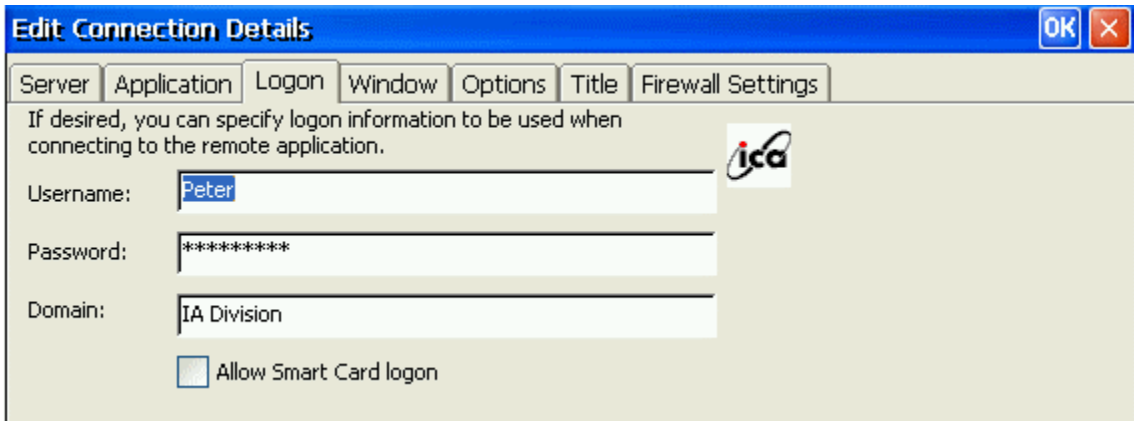 Edit Connection Details OK
Server Application Logon Window Options Title Firewall Settings
If desired, you can specify logon information to be used when
connecting to the remote application.
ica
Username: Peter
Password: *********
Domain: IA Division
Allow Smart Card logon